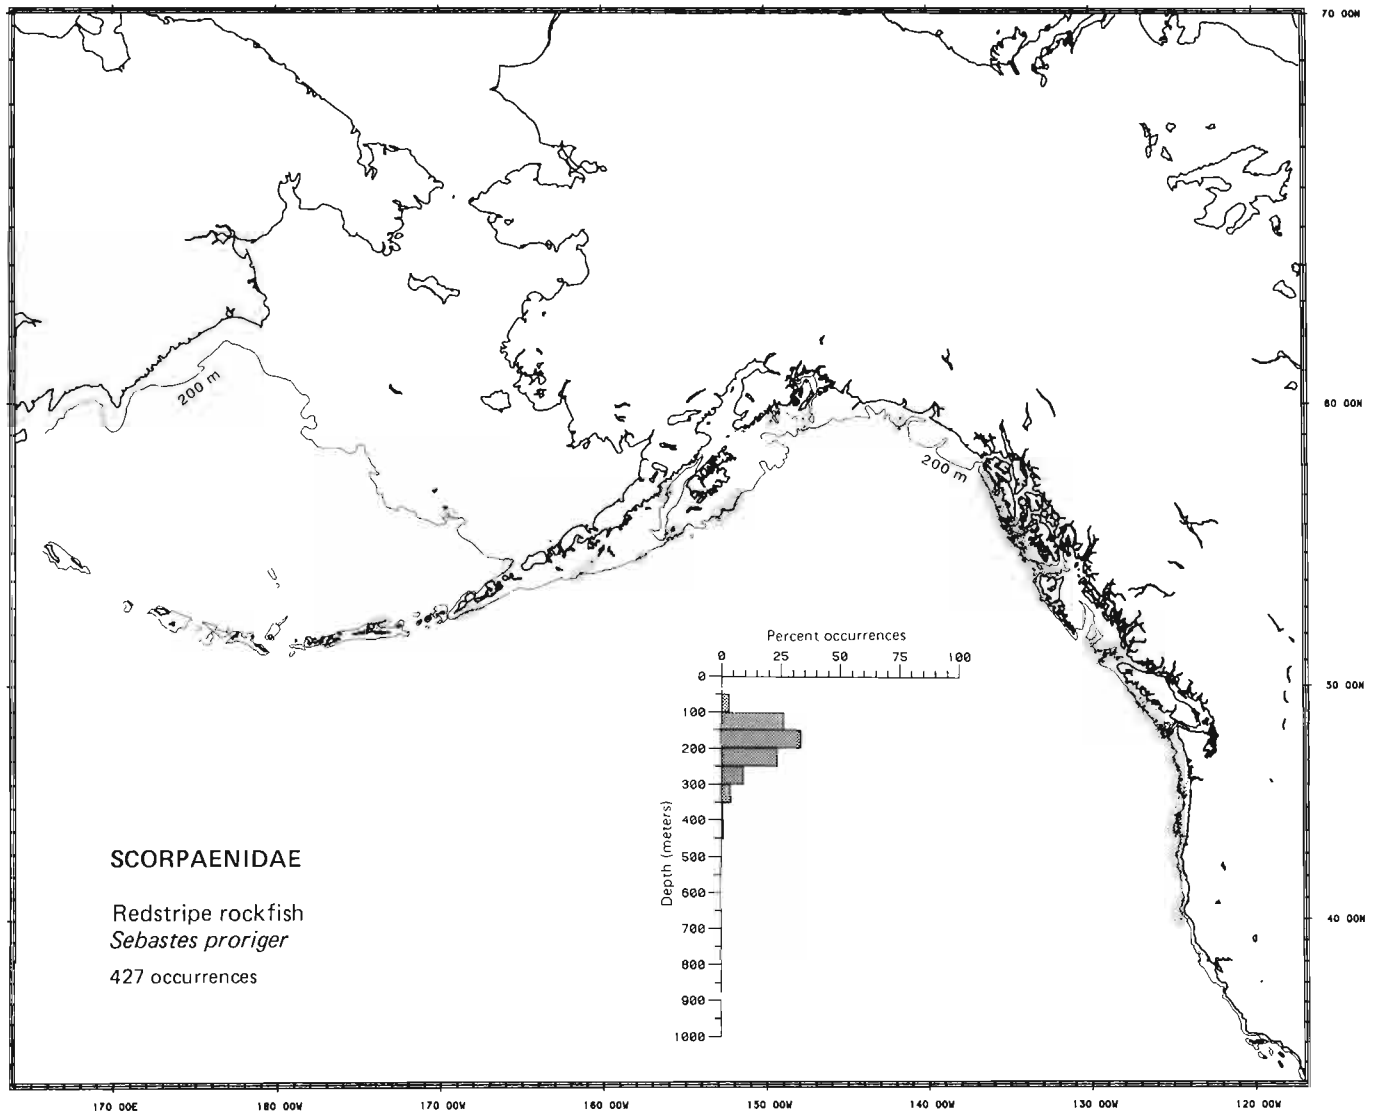 70 00N
200 m
60 00N
200 m
Percent occurrences
0 25 50 75 100
50 00N
0
100
200
300
400
500
600
700
800
900
1000
Depth (meters)
SCORPAENIDAE
Redstripe rockfish
Sebastes proriger
427 occurrences
40 00N
170 00E 180 00W 170 00W 160 00W 150 00W 140 00W 130 00W 120 00W